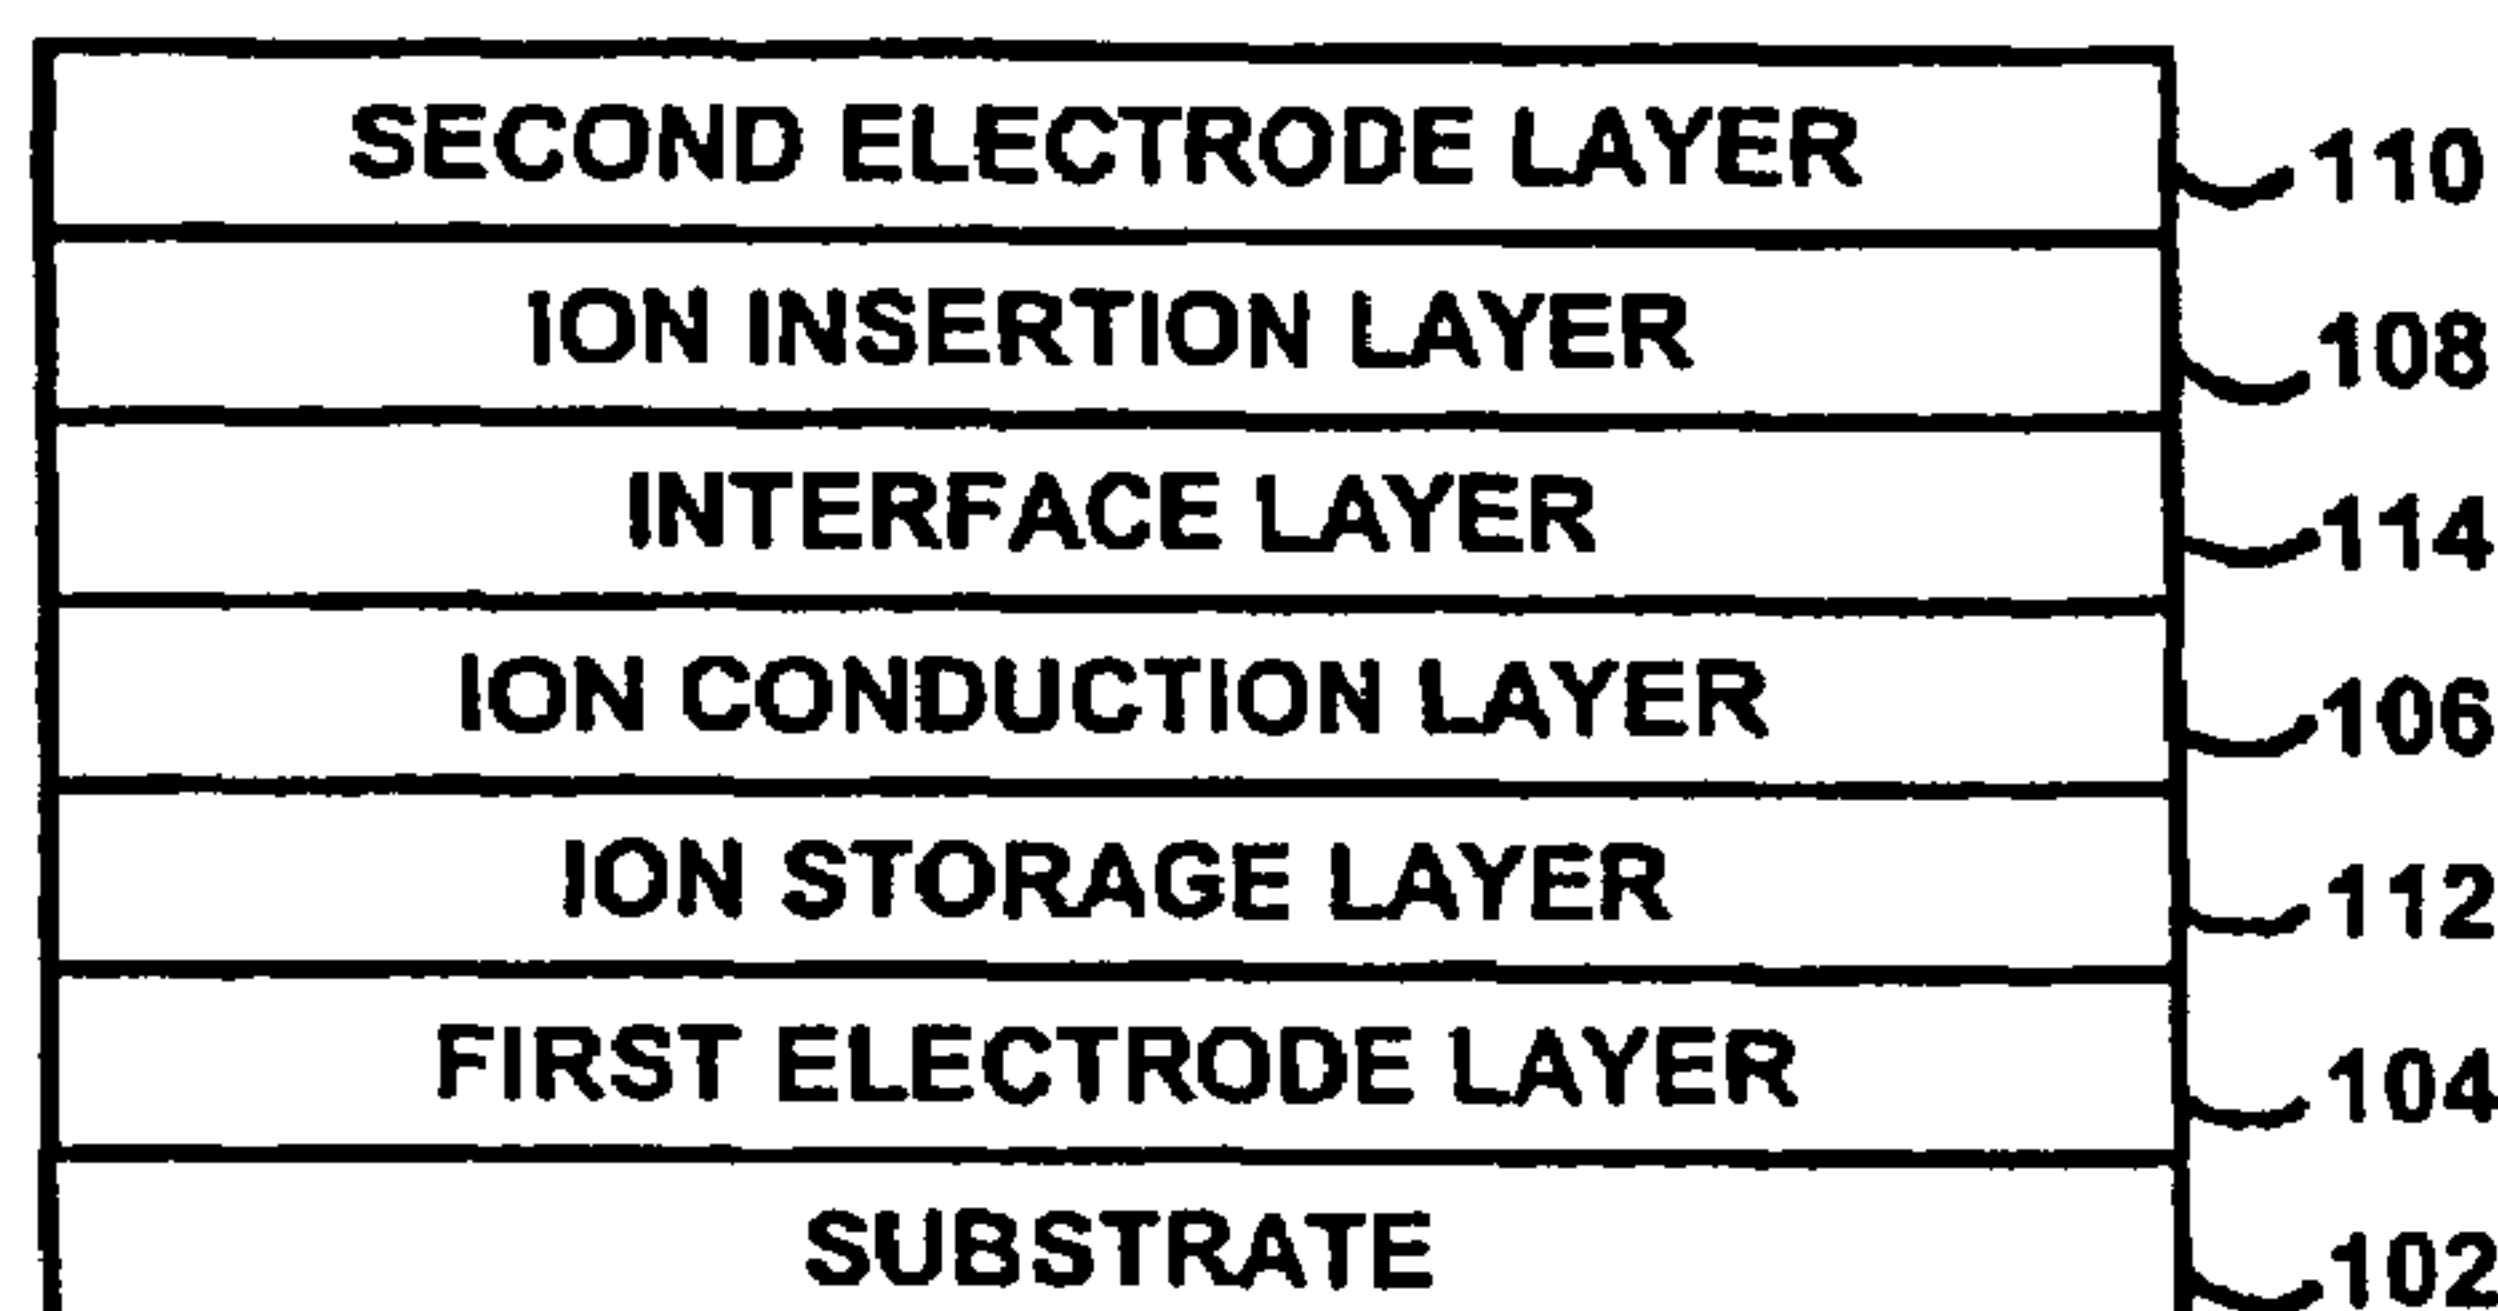 SECOND ELECTRODE LAYER 110
ION INSERTION LAYER 108
INTERFACE LAYER 114
ION CONDUCTION LAYER 106
ION STORAGE LAYER 112
FIRST ELECTRODE LAYER 104
SUBSTRATE 102